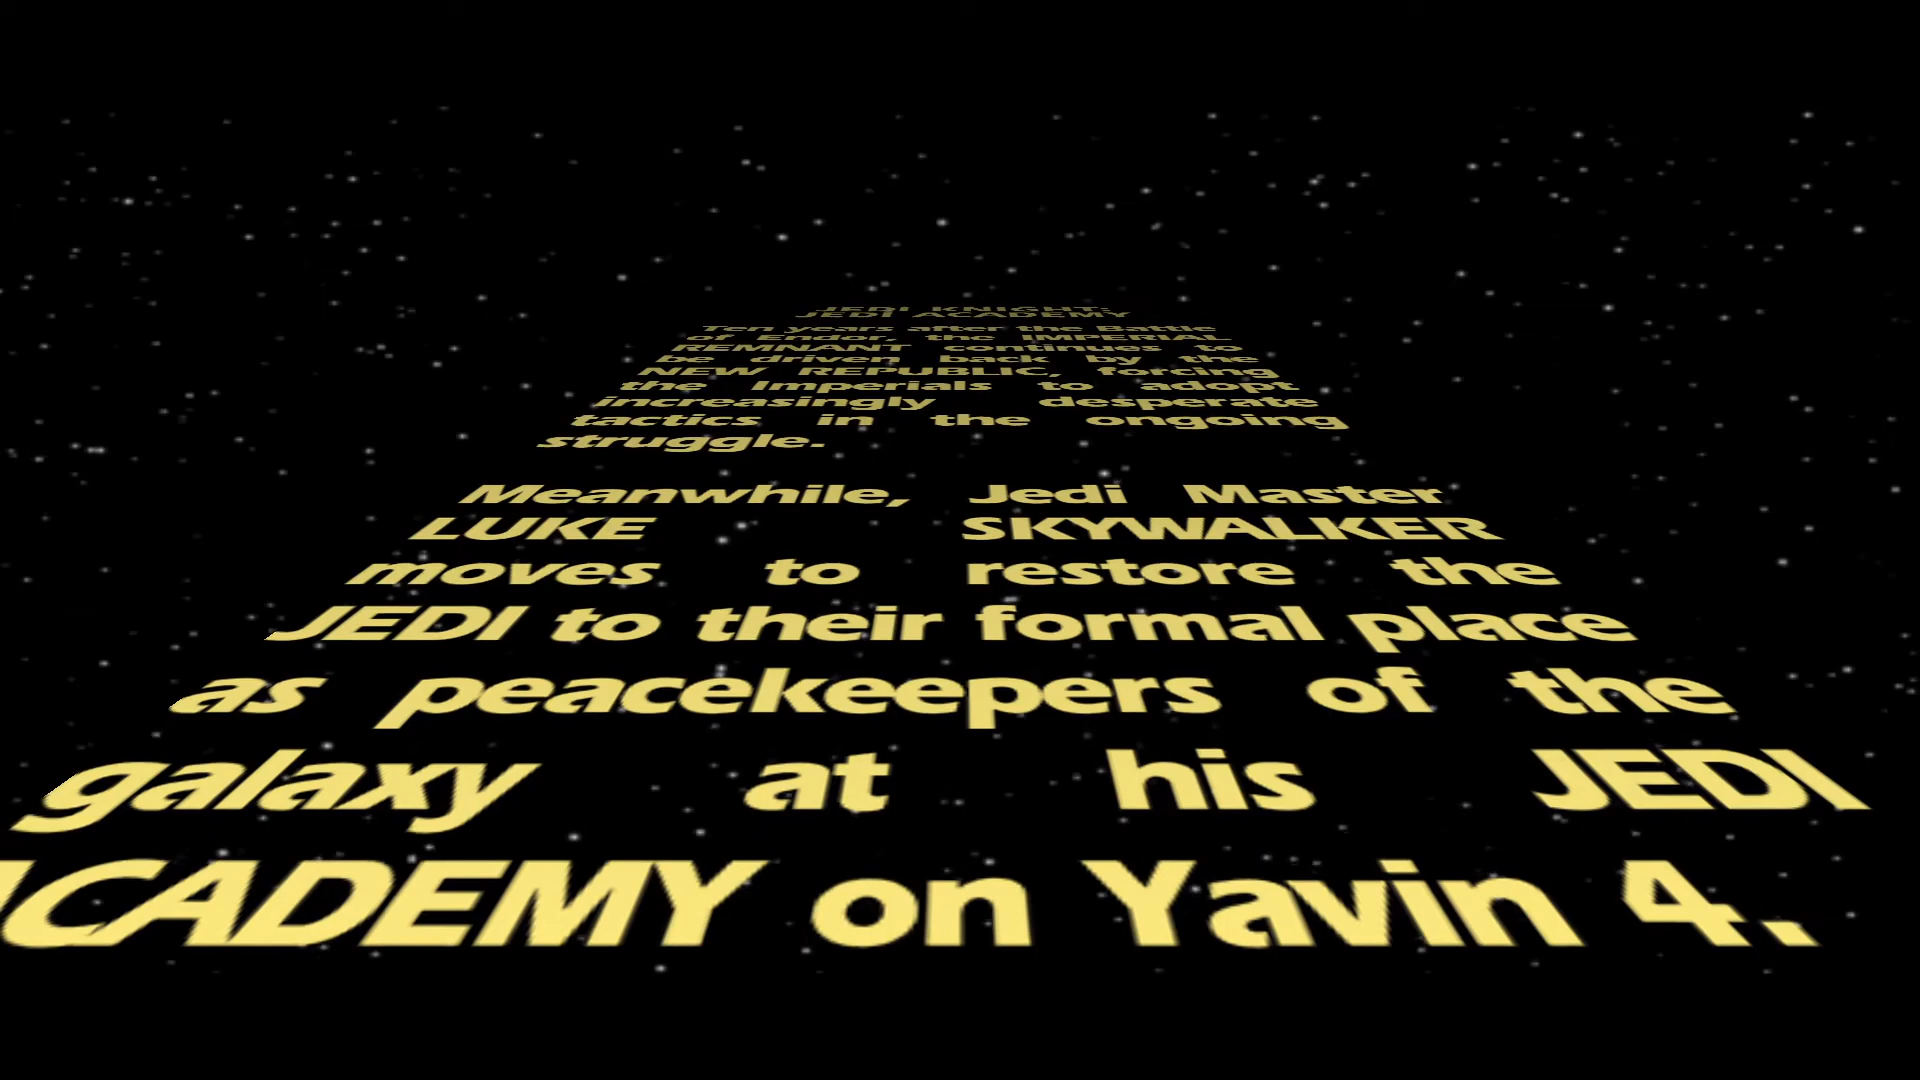 JEDI KNIGHT:
JEDI ACADEMY
Ten years after the Battle
of Endor, the IMPERIAL
REMNANT continues to
be driven back by the
NEW REPUBLIC, forcing
the Imperials to adopt
increasingly desperate
tactics in the ongoing
struggle.
Meanwhile, Jedi Master
LUKE SKYWALKER
moves to restore the
JEDI to their formal place
as peacekeepers of the
galaxy at his JEDI
ACADEMY on Yavin 4.